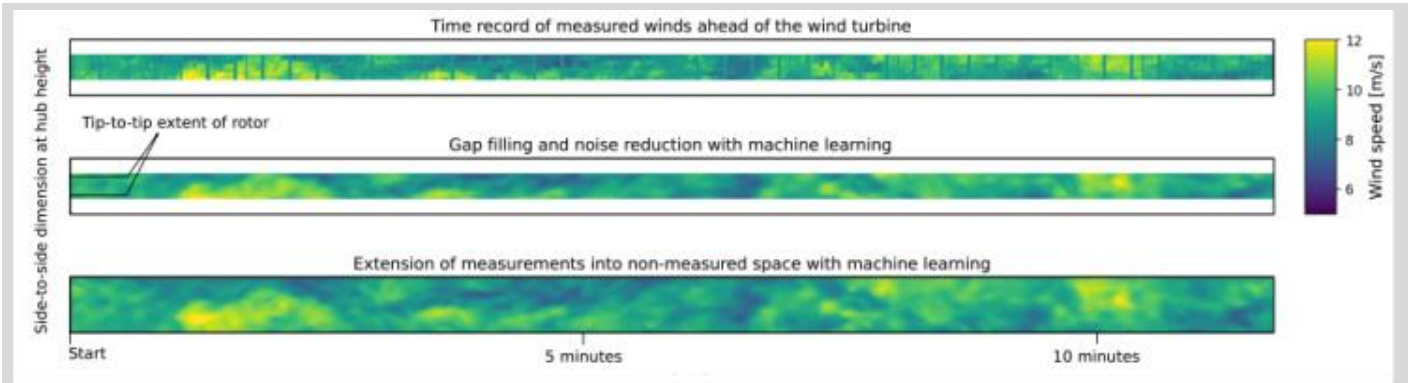 Time record of measured winds ahead of the wind turbine
Side-to-side dimension at hub height
Tip-to-tip extent of rotor
Gap filling and noise reduction with machine learning
Extension of measurements into non-measured space with machine learning
Start
5 minutes
10 minutes
12
10
8
6
Wind speed [m/s]